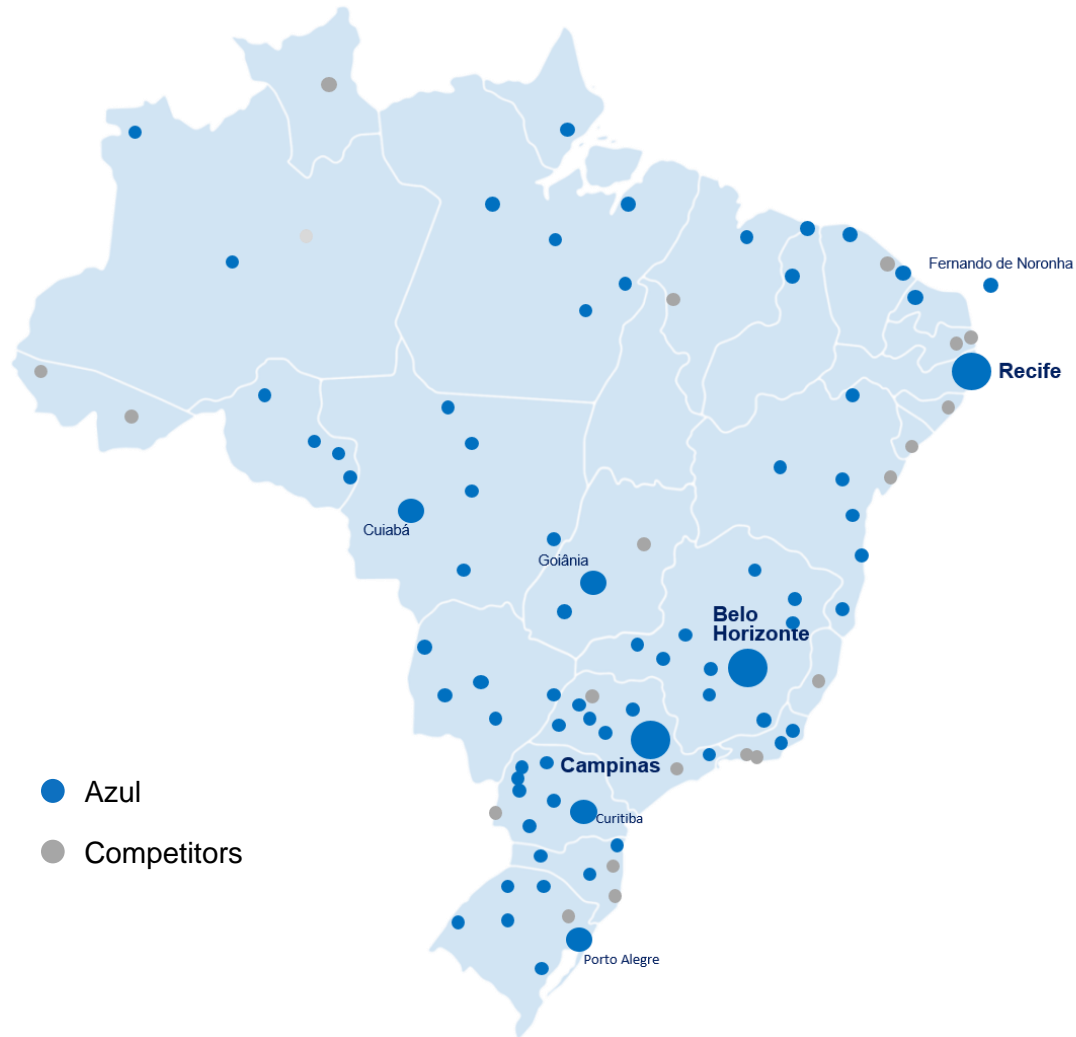 Fernando de Noronha
Recife
Cuiabá
Goiânia
Belo
Horizonte
Campinas
Azul
Curitiba
Competitors
Porto Alegre